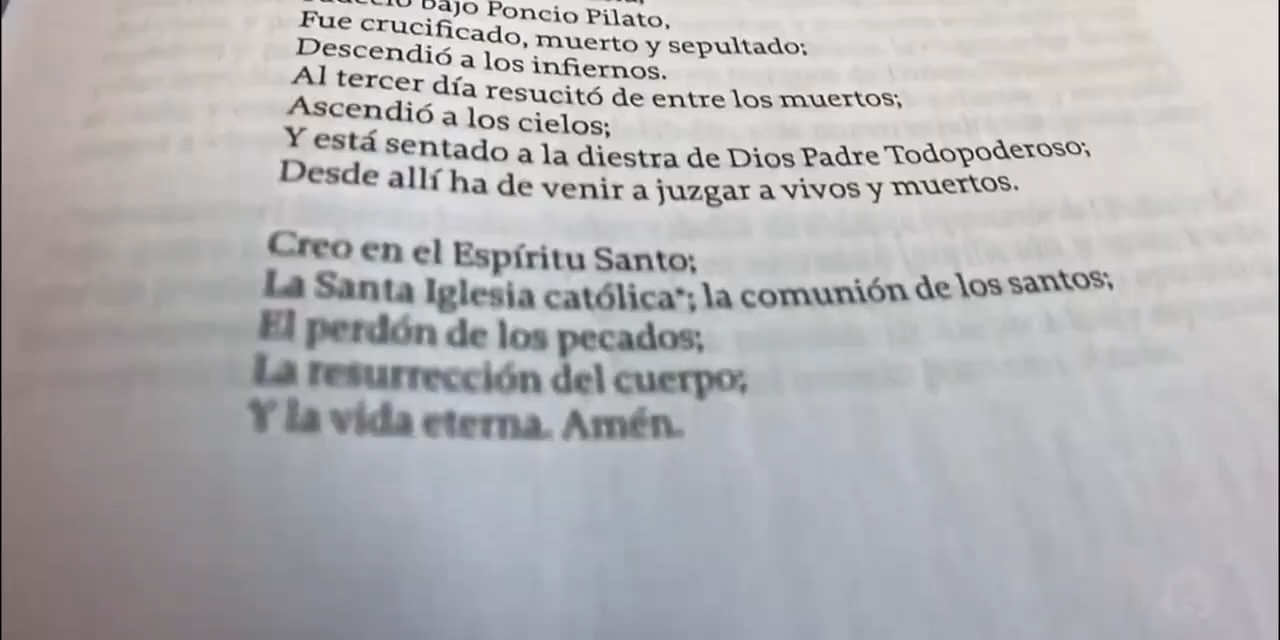 bajo Poncio Pilato,
Fue crucificado, muerto y sepultado;
Descendió a los infiernos.
Al tercer día resucitó de entre los muertos;
Ascendió a los cielos;
Y está sentado a la diestra de Dios Padre Todopoderoso;
Desde allí ha de venir a juzgar a vivos y muertos.
Creo en el Espíritu Santo;
La Santa Iglesia católica*; la comunión de los santos;
El perdón de los pecados;
La resurrección del cuerpo;
Y la vida eterna. Amén.